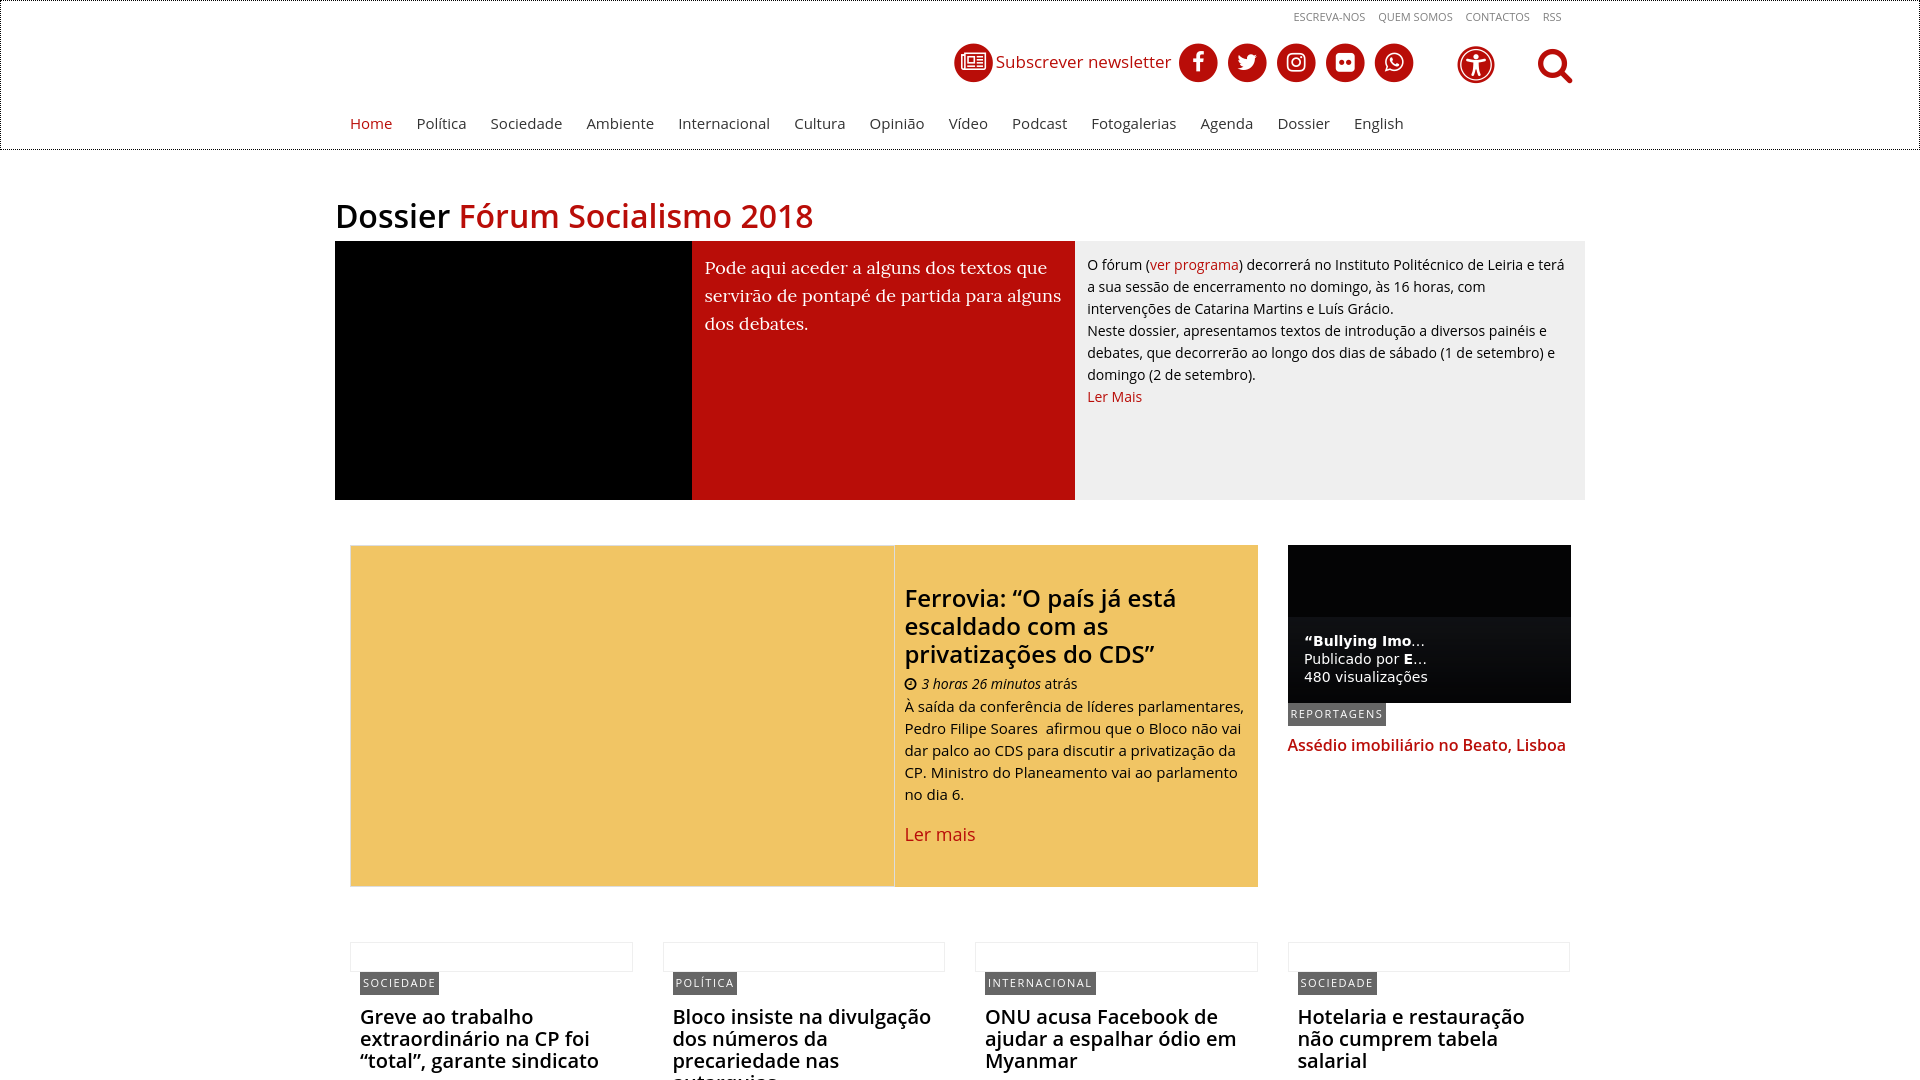 ESCREVA-NOS QUEM SOMOS CONTACTOS RSS
Subscrever newsletter
Home Política Sociedade Ambiente Internacional Cultura Opinião Vídeo Podcast Fotogalerias Agenda Dossier English
Dossier Fórum Socialismo 2018
Pode aqui aceder a alguns dos textos que
servirão de pontapé de partida para alguns
dos debates.
O fórum (ver programa) decorrerá no Instituto Politécnico de Leiria e terá
a sua sessão de encerramento no domingo, às 16 horas, com
intervenções de Catarina Martins e Luís Grácio.
Neste dossier, apresentamos textos de introdução a diversos painéis e
debates, que decorrerão ao longo dos dias de sábado (1 de setembro) e
domingo (2 de setembro).
Ler Mais
Ferrovia: “O país já está
escaldado com as
privatizações do CDS”
3 horas 26 minutos atrás
À saída da conferência de líderes parlamentares,
Pedro Filipe Soares  afirmou que o Bloco não vai
dar palco ao CDS para discutir a privatização da
CP. Ministro do Planeamento vai ao parlamento
no dia 6.
Ler mais
“Bullying Imo...
Publicado por E...
480 visualizações
REPORTAGENS
Assédio imobiliário no Beato, Lisboa
SOCIEDADE
Greve ao trabalho
extraordinário na CP foi
“total”, garante sindicato
POLÍTICA
Bloco insiste na divulgação
dos números da
precariedade nas
INTERNACIONAL
ONU acusa Facebook de
ajudar a espalhar ódio em
Myanmar
SOCIEDADE
Hotelaria e restauração
não cumprem tabela
salarial